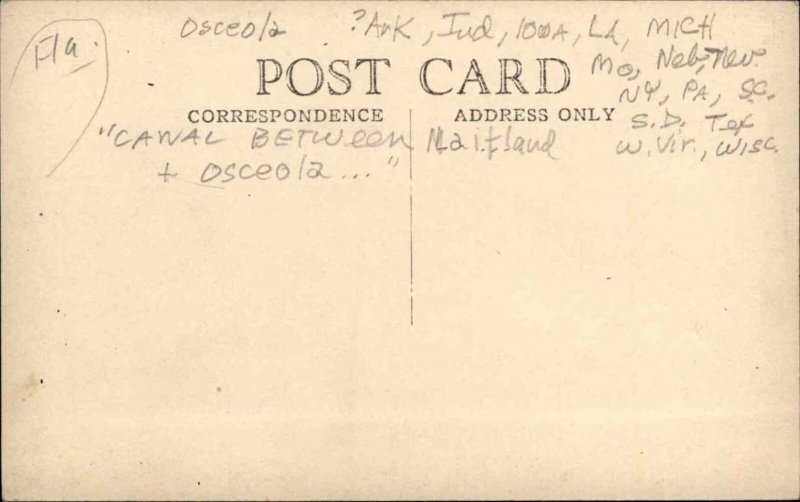 Fla.
Osceola ?Ark, Ind, Iowa, LA, MICH
Mo, Neb, Nev.
NY, PA, SC.
S.D. Tex
W. Vir., WISC.
POST CARD
CORRESPONDENCE ADDRESS ONLY
"CANAL BETWEEN Maitland
+ OSCEOLA ..."